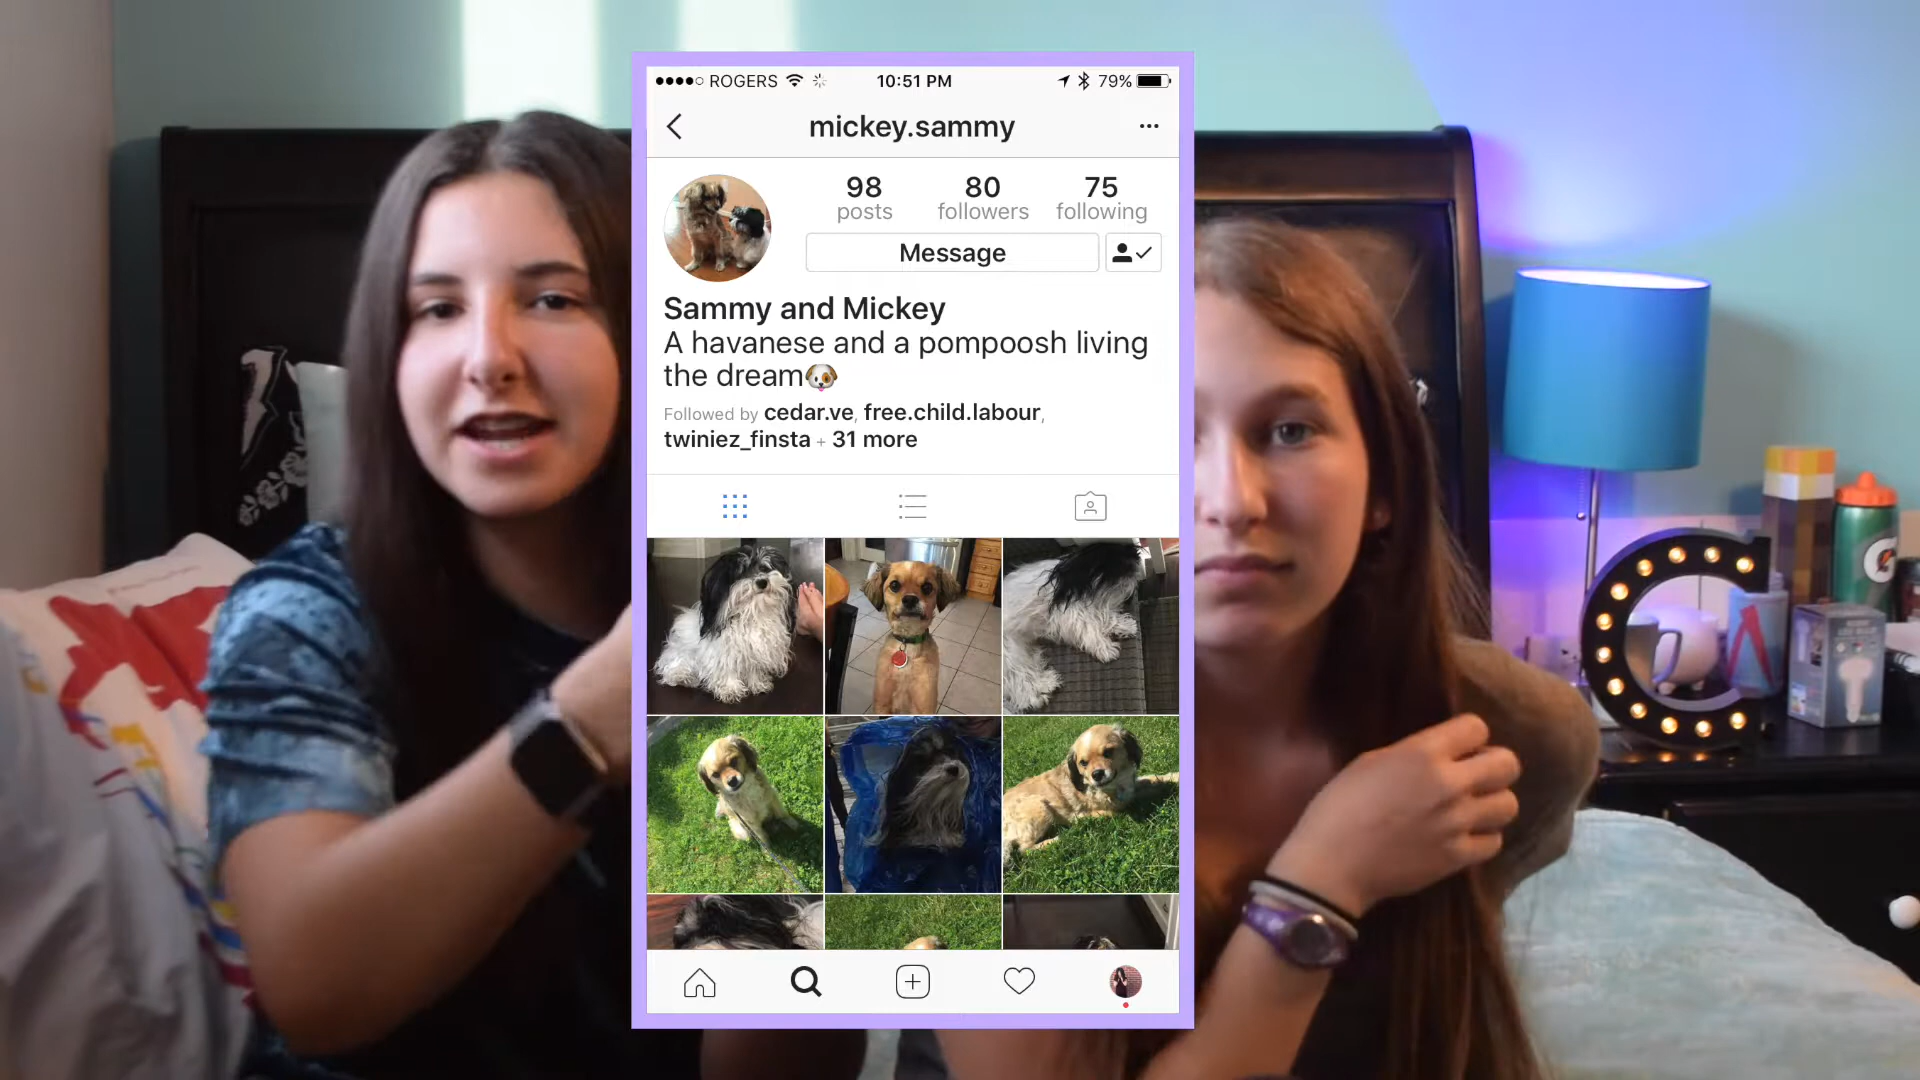 ROGERS 10:51 PM 79%
mickey.sammy
98 80 75
posts followers following
Message
Sammy and Mickey
A havanese and a pompoosh living
the dream
Followed by cedar.ve, free.child.labour,
twiniez_finsta + 31 more
C